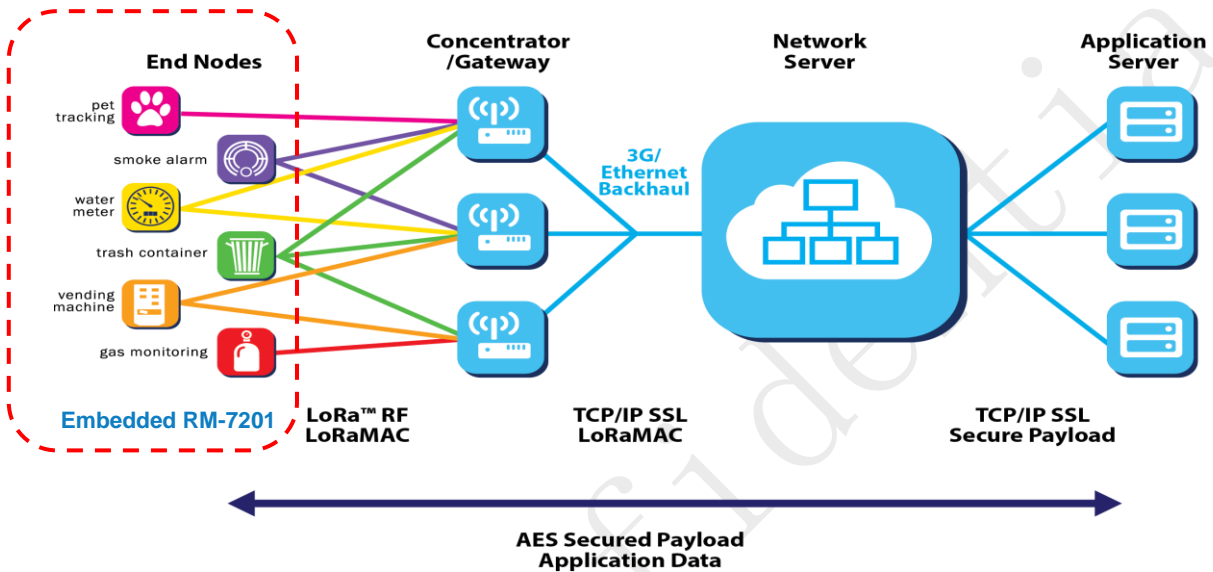 End Nodes
Concentrator
/Gateway
Network
Server
Application
Server
pet
tracking
smoke alarm
water
meter
trash container
vending
machine
gas monitoring
3G/
Ethernet
Backhaul
Embedded RM-7201
LoRa™ RF
LoRaMAC
TCP/IP SSL
LoRaMAC
TCP/IP SSL
Secure Payload
AES Secured Payload
Application Data
fidentia